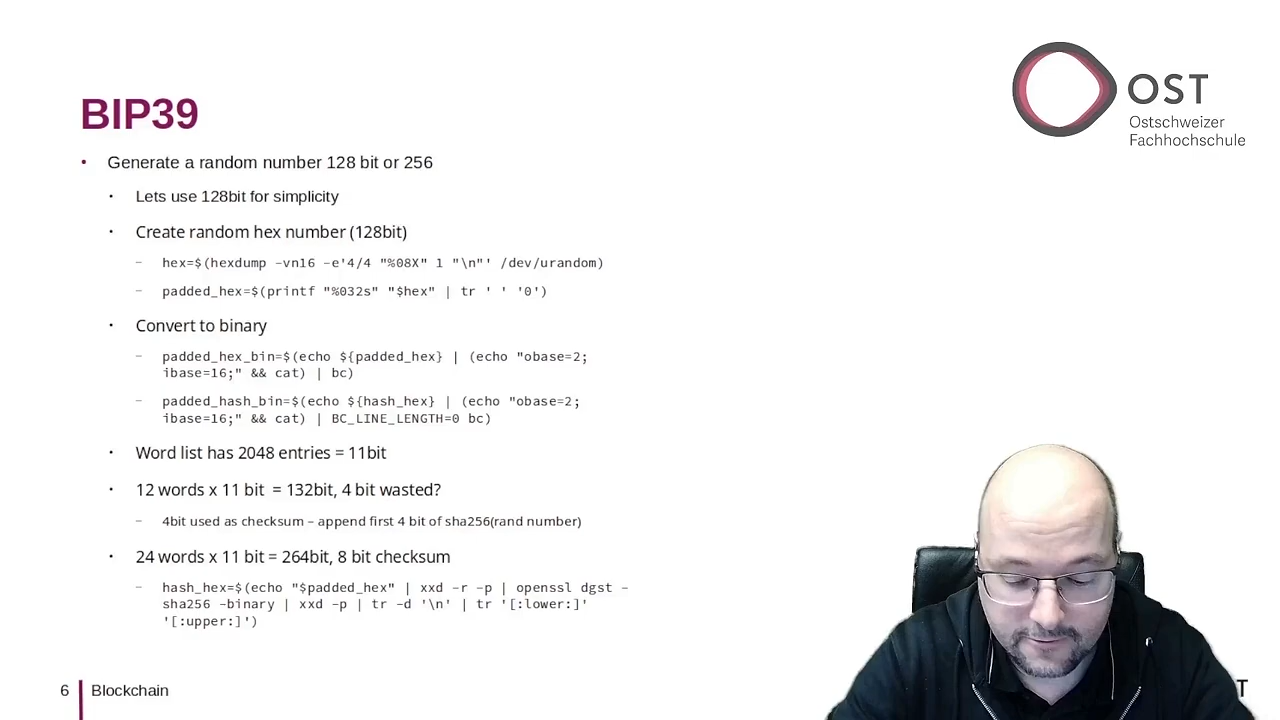 OST
Ostschweizer
Fachhochschule
BIP39
• Generate a random number 128 bit or 256
• Lets use 128bit for simplicity
• Create random hex number (128bit)
– hex=$(hexdump -vn16 -e'4/4 "%08X" 1 "\n"' /dev/urandom)
– padded_hex=$(printf "%032s" "$hex" | tr ' ' '0')
• Convert to binary
– padded_hex_bin=$(echo ${padded_hex} | (echo "obase=2;
ibase=16;" && cat) | bc)
– padded_hash_bin=$(echo ${hash_hex} | (echo "obase=2;
ibase=16;" && cat) | BC_LINE_LENGTH=0 bc)
• Word list has 2048 entries = 11bit
• 12 words x 11 bit = 132bit, 4 bit wasted?
– 4bit used as checksum – append first 4 bit of sha256(rand number)
• 24 words x 11 bit = 264bit, 8 bit checksum
– hash_hex=$(echo "$padded_hex" | xxd -r -p | openssl dgst -
sha256 -binary | xxd -p | tr -d '\n' | tr '[:lower:]'
'[:upper:]')
6 Blockchain
T